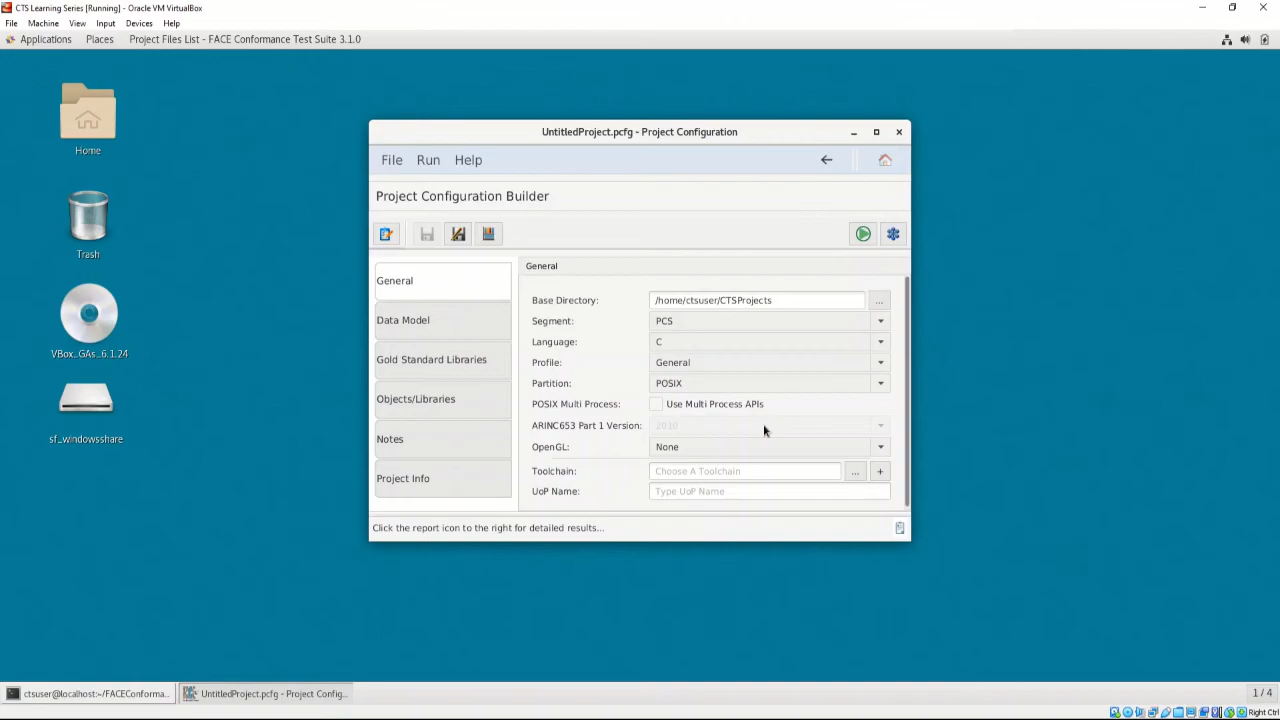 CTS Learning Series [Running] - Oracle VM VirtualBox
File Machine View Input Devices Help
Applications Places Project Files List - FACE Conformance Test Suite 3.1.0
Home
Trash
VBox_GAs_6.1.24
sf_windowsshare
UntitledProject.pcfg - Project Configuration
File Run Help
Project Configuration Builder
General
Data Model
Gold Standard Libraries
Objects/Libraries
Notes
Project Info
General
Base Directory: /home/ctsuser/CTSProjects ...
Segment: PCS
Language: C
Profile: General
Partition: POSIX
POSIX Multi Process: Use Multi Process APIs
ARINC653 Part 1 Version: 2010
OpenGL: None
Toolchain: Choose A Toolchain ... +
UoP Name: Type UoP Name
Click the report icon to the right for detailed results...
ctsuser@localhost:~/FACEConforma... UntitledProject.pcfg - Project Config... 1 / 4
Right Ctrl